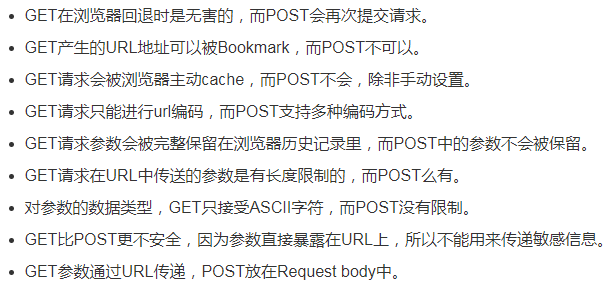 GET在浏览器回退时是无害的，而POST会再次提交请求。
GET产生的URL地址可以被Bookmark，而POST不可以。
GET请求会被浏览器主动cache，而POST不会，除非手动设置。
GET请求只能进行url编码，而POST支持多种编码方式。
GET请求参数会被完整保留在浏览器历史记录里，而POST中的参数不会被保留。
GET请求在URL中传送的参数是有长度限制的，而POST么有。
对参数的数据类型，GET只接受ASCII字符，而POST没有限制。
GET比POST更不安全，因为参数直接暴露在URL上，所以不能用来传递敏感信息。
GET参数通过URL传递，POST放在Request body中。